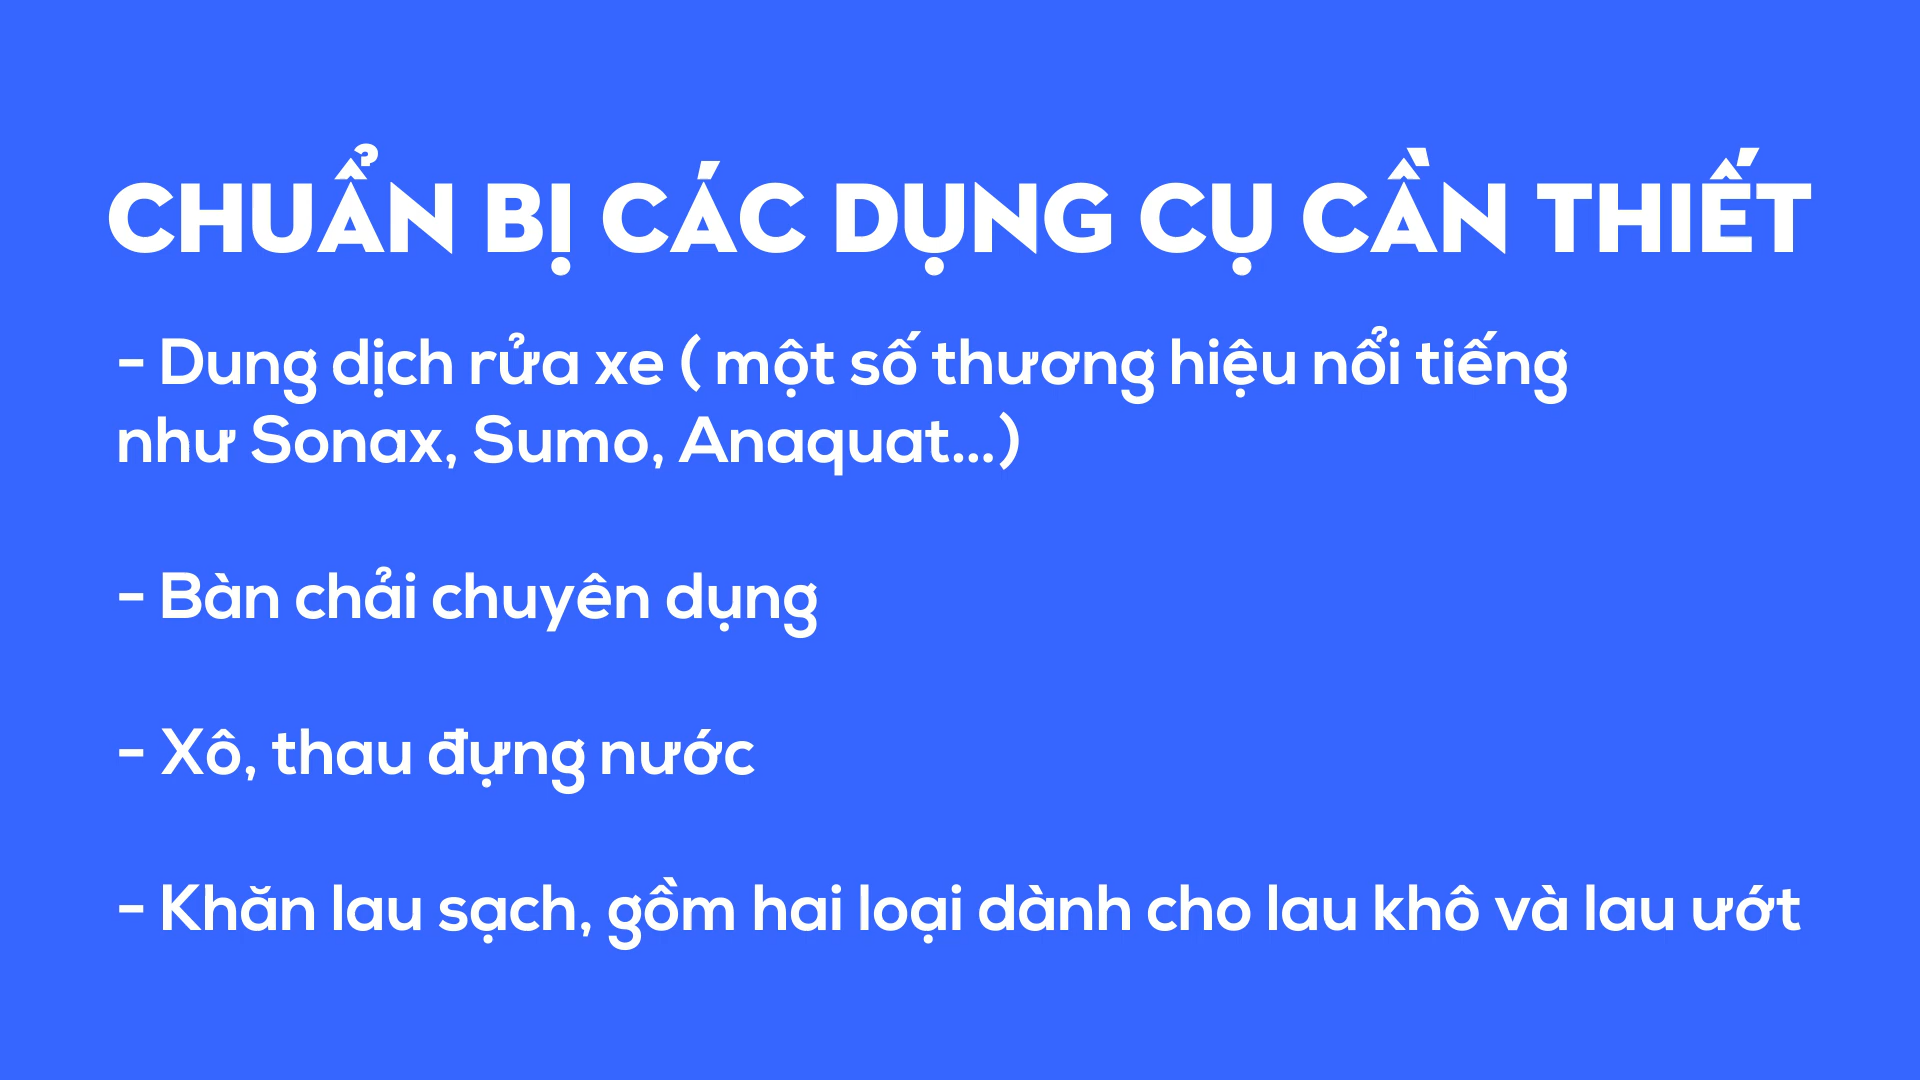 CHUẨN BỊ CÁC DỤNG CỤ CẦN THIẾT
- Dung dịch rửa xe ( một số thương hiệu nổi tiếng
như Sonax, Sumo, Anaquat...)
- Bàn chải chuyên dụng
- Xô, thau đựng nước
- Khăn lau sạch, gồm hai loại dành cho lau khô và lau ướt